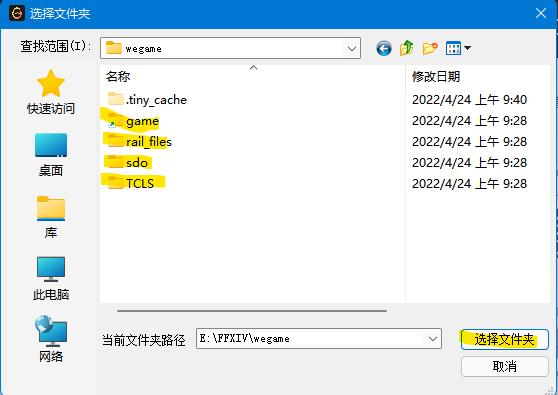 选择文件夹
查找范围(I):
wegame
快速访问
桌面
库
此电脑
网络
名称
修改日期
.tiny_cache
2022/4/24 上午 9:40
game
2022/4/24 上午 9:28
rail_files
2022/4/24 上午 9:28
sdo
2022/4/24 上午 9:28
TCLS
2022/4/24 上午 9:28
当前文件夹路径
E:\FFXIV\wegame
选择文件夹
取消